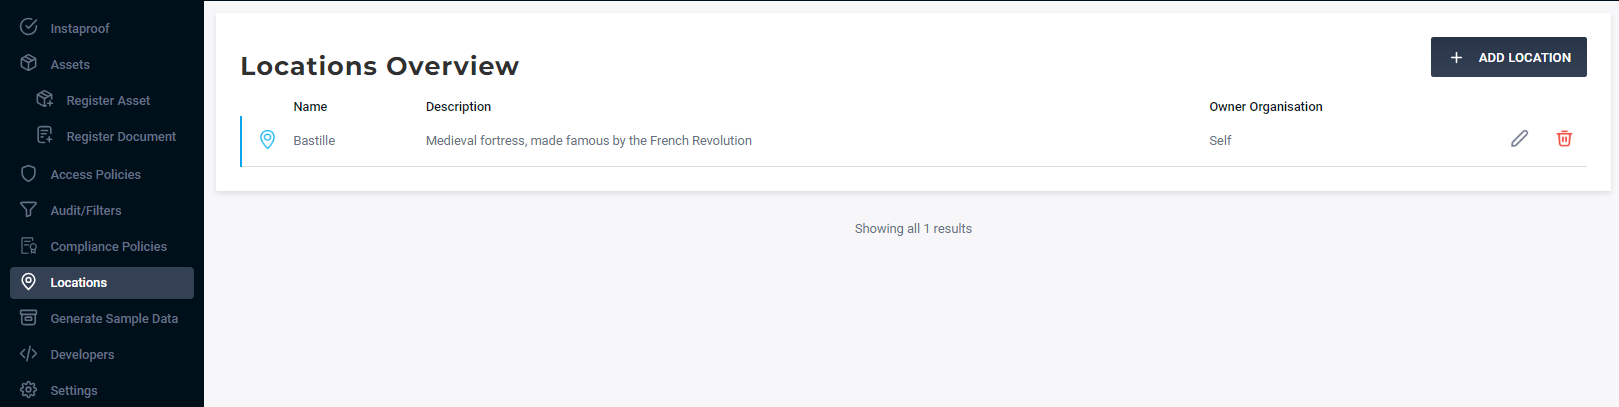 Instaproof
Assets
Register Asset
Register Document
Access Policies
Audit/Filters
Compliance Policies
Locations
Generate Sample Data
Developers
Settings
Locations Overview
ADD LOCATION
Name Description Owner Organisation
Bastille Medieval fortress, made famous by the French Revolution Self
Showing all 1 results